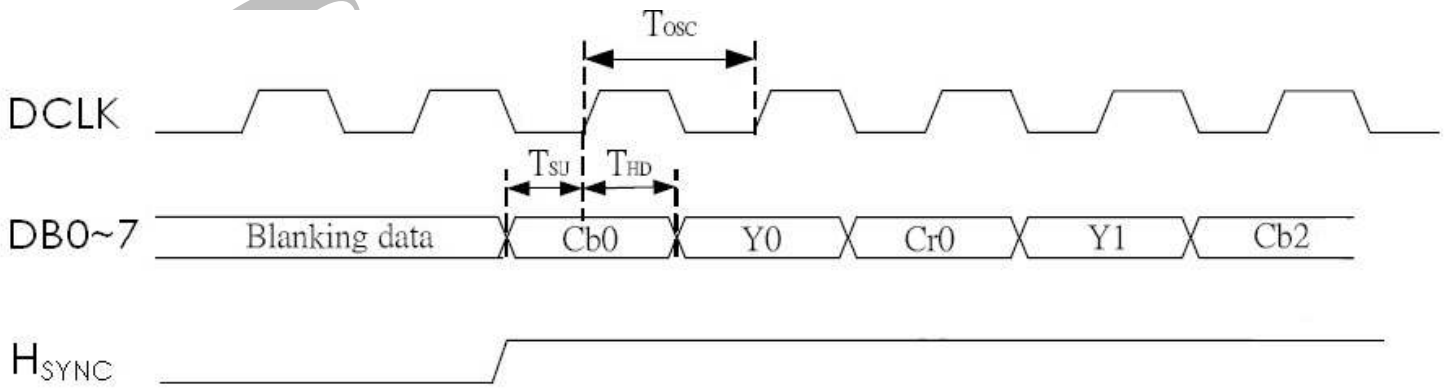 Tosc
DCLK
TSU THD
DB0~7 Blanking data Cb0 Y0 Cr0 Y1 Cb2
HSYNC